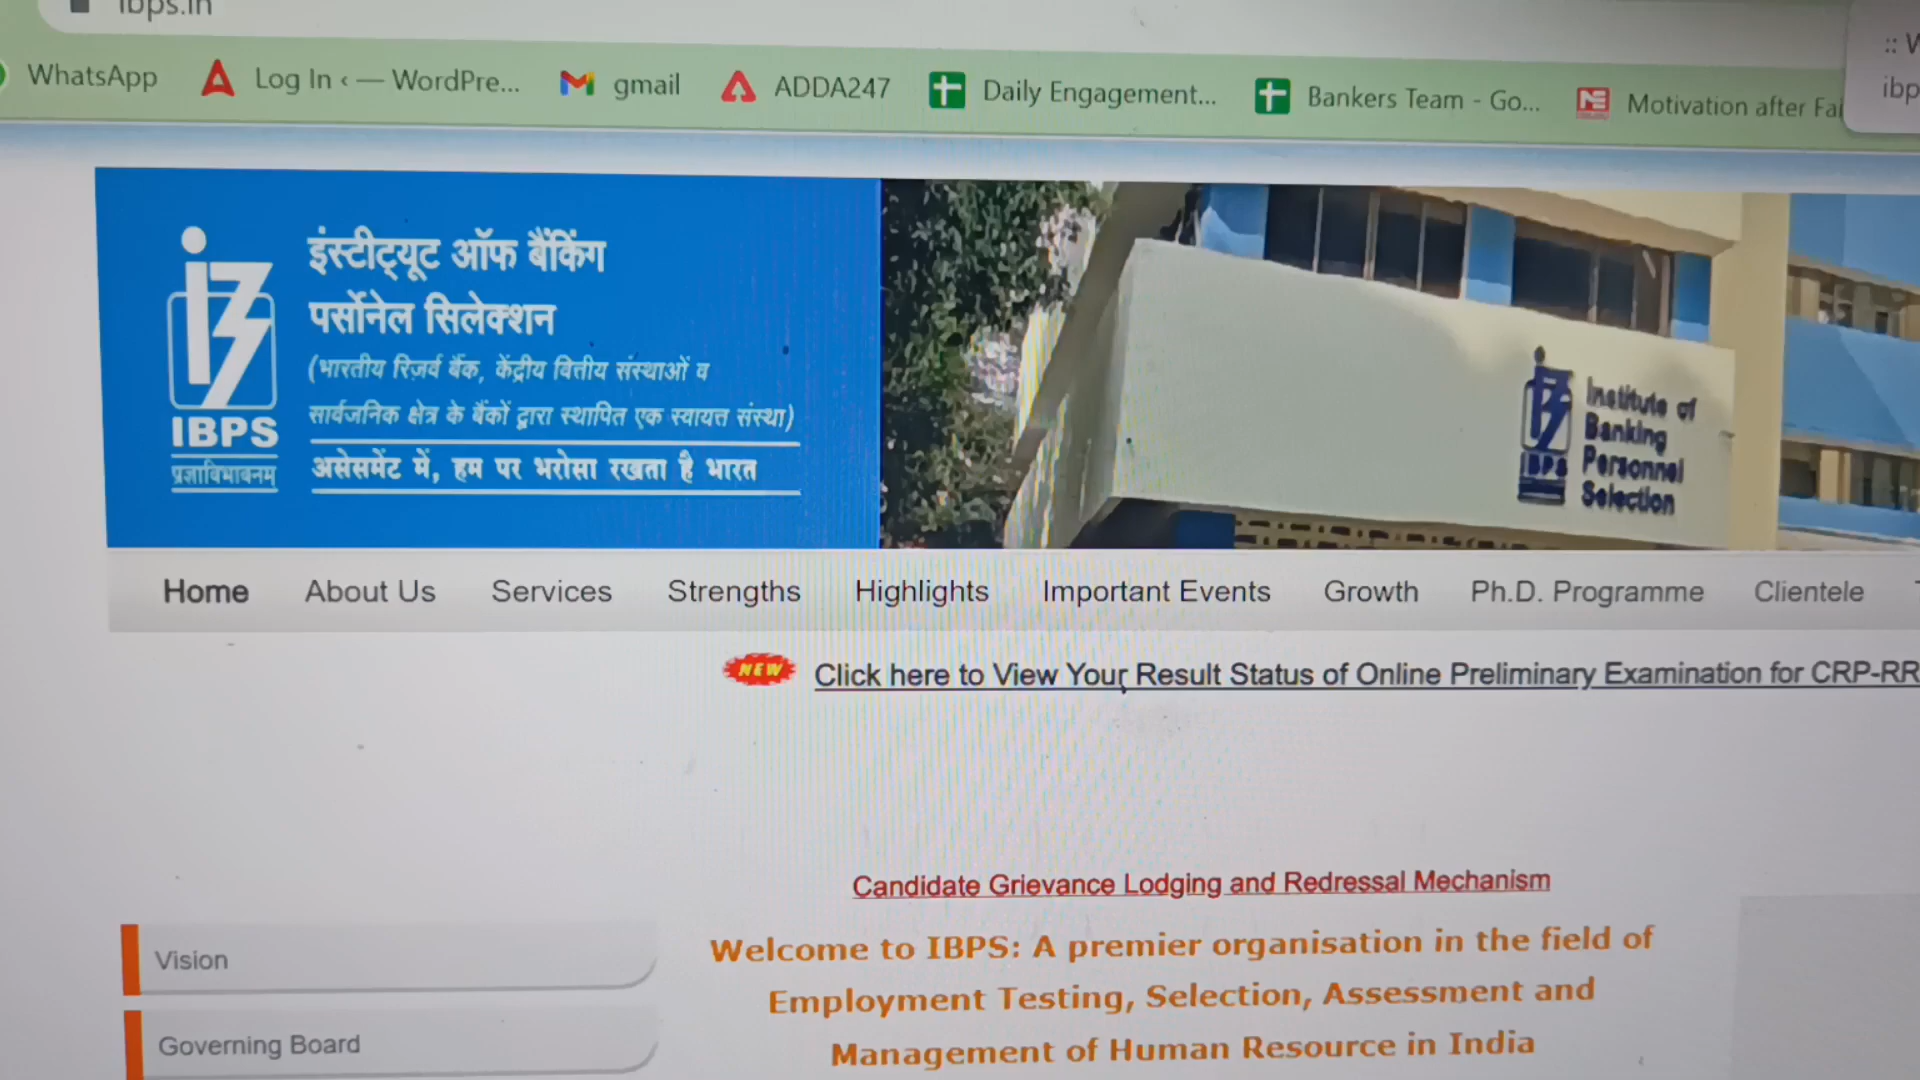 ibps.in
WhatsApp
Log In ‹ — WordPre...
gmail
ADDA247
Daily Engagement...
Bankers Team - Go...
Motivation after Fai
:: W
ibp
इंस्टीट्यूट ऑफ बैंकिंग
पर्सोनेल सिलेक्शन
(भारतीय रिज़र्व बैंक, केंद्रीय वित्तीय संस्थाओं व
सार्वजनिक क्षेत्र के बैंकों द्वारा स्थापित एक स्वायत्त संस्था)
असेसमेंट में, हम पर भरोसा रखता है भारत
IBPS
प्रज्ञाविभावनम्
Institute of
Banking
Personnel
Selection
IBPS
Home About Us Services Strengths Highlights Important Events Growth Ph.D. Programme Clientele
NEW Click here to View Your Result Status of Online Preliminary Examination for CRP-RR
Candidate Grievance Lodging and Redressal Mechanism
Welcome to IBPS: A premier organisation in the field of
Employment Testing, Selection, Assessment and
Management of Human Resource in India
Vision
Governing Board